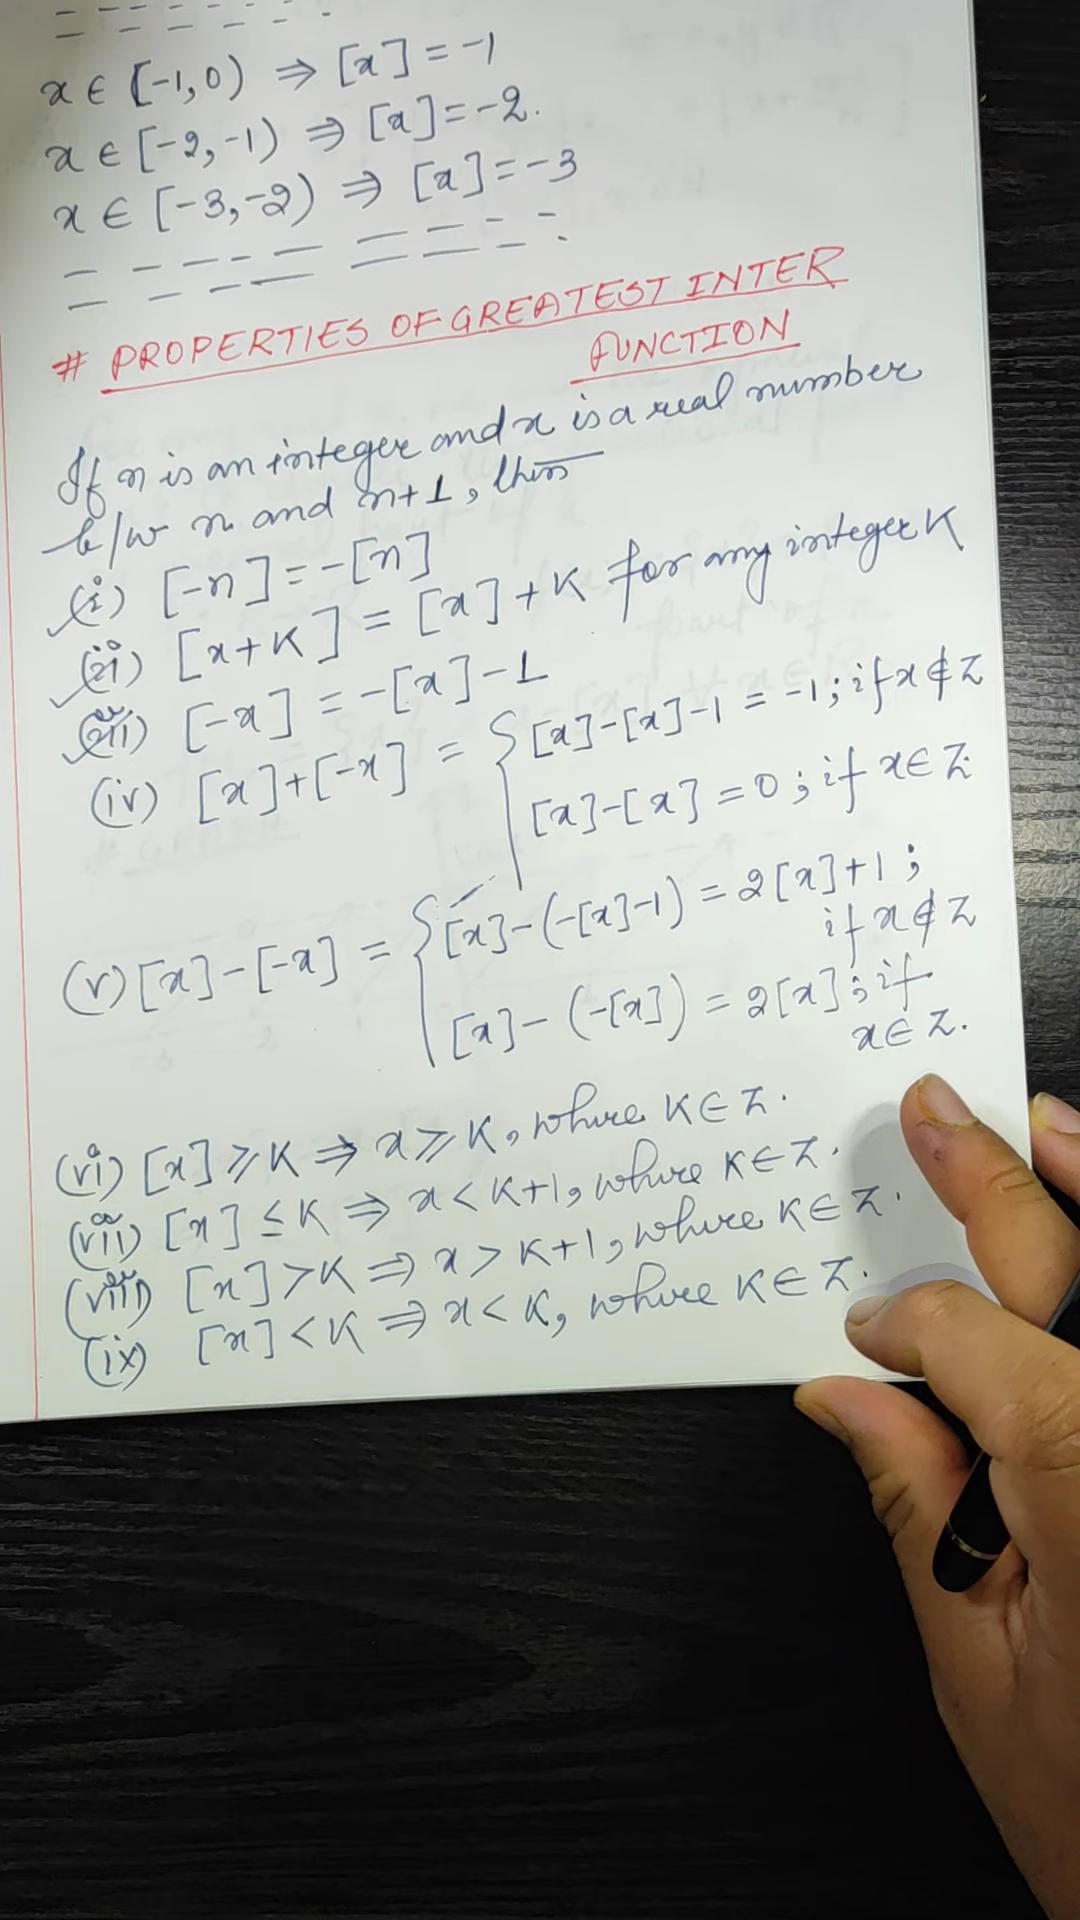 x ∈ [-1,0) ⇒ [x] = -1
x ∈ [-2,-1) ⇒ [x] = -2.
x ∈ [-3,-2) ⇒ [x] = -3
# PROPERTIES OF GREATEST INTER
FUNCTION
If n is an integer and x is a real number
b/w n and n+1, then
(i) [-n] = -[n]
(ii) [x+K] = [x]+K for any integer K
(iii) [-x] = -[x]-1
(iv) [x]+[-x] = { [x]-[x]-1 = -1; if x ∉ Z
[x]-[x] = 0; if x ∈ Z.
(v) [x]-[-x] = { [x]-(-[x]-1) = 2[x]+1;
if x ∉ Z
[x]-(-[x]) = 2[x]; if
x ∈ Z.
(vi) [x] ⩾ K ⇒ x ⩾ K, where K ∈ Z.
(vii) [x] ≤ K ⇒ x < K+1, where K ∈ Z.
(viii) [x] > K ⇒ x > K+1, where K ∈ Z.
(ix) [x] < K ⇒ x < K, where K ∈ Z.